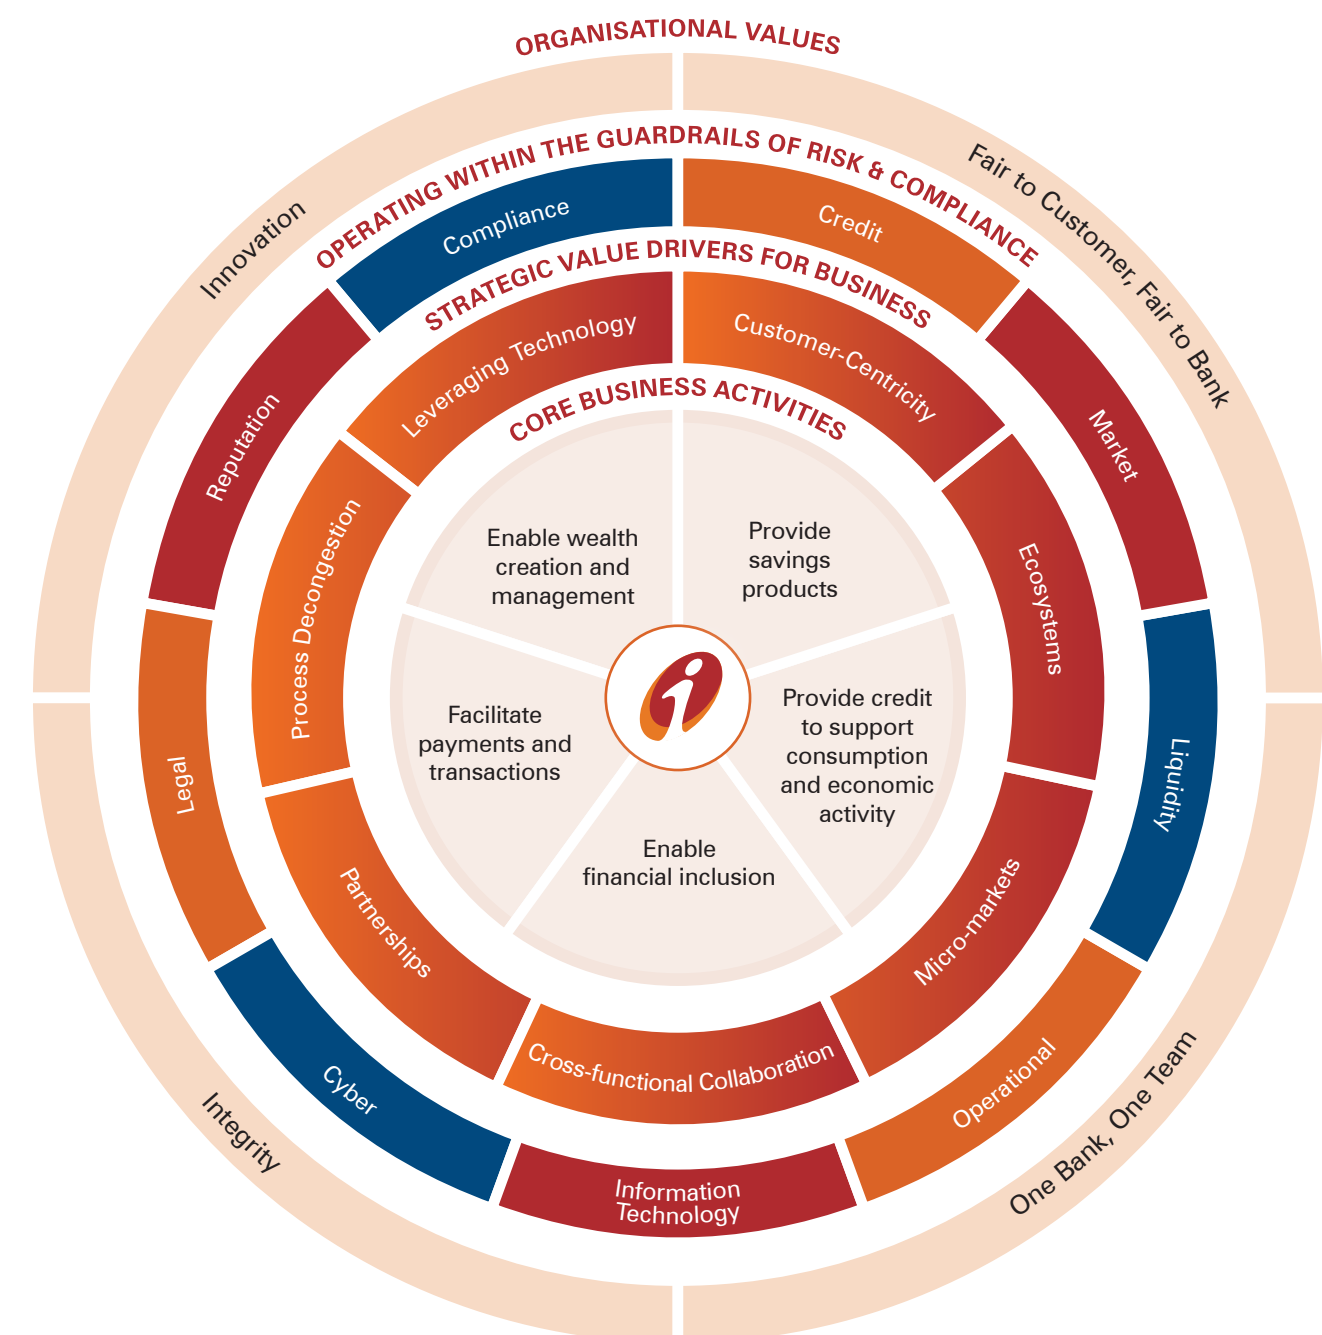 ORGANISATIONAL VALUES
Fair to Customer, Fair to Bank
One Bank, One Team
Integrity
Innovation
OPERATING WITHIN THE GUARDRAILS OF RISK & COMPLIANCE
Credit
Market
Liquidity
Operational
Information
Technology
Cyber
Legal
Reputation
Compliance
STRATEGIC VALUE DRIVERS FOR BUSINESS
Customer-Centricity
Ecosystems
Micro-markets
Cross-functional Collaboration
Partnerships
Process Decongestion
Leveraging Technology
CORE BUSINESS ACTIVITIES
Provide
savings
products
Provide credit
to support
consumption
and economic
activity
Enable
financial inclusion
Facilitate
payments and
transactions
Enable wealth
creation and
management